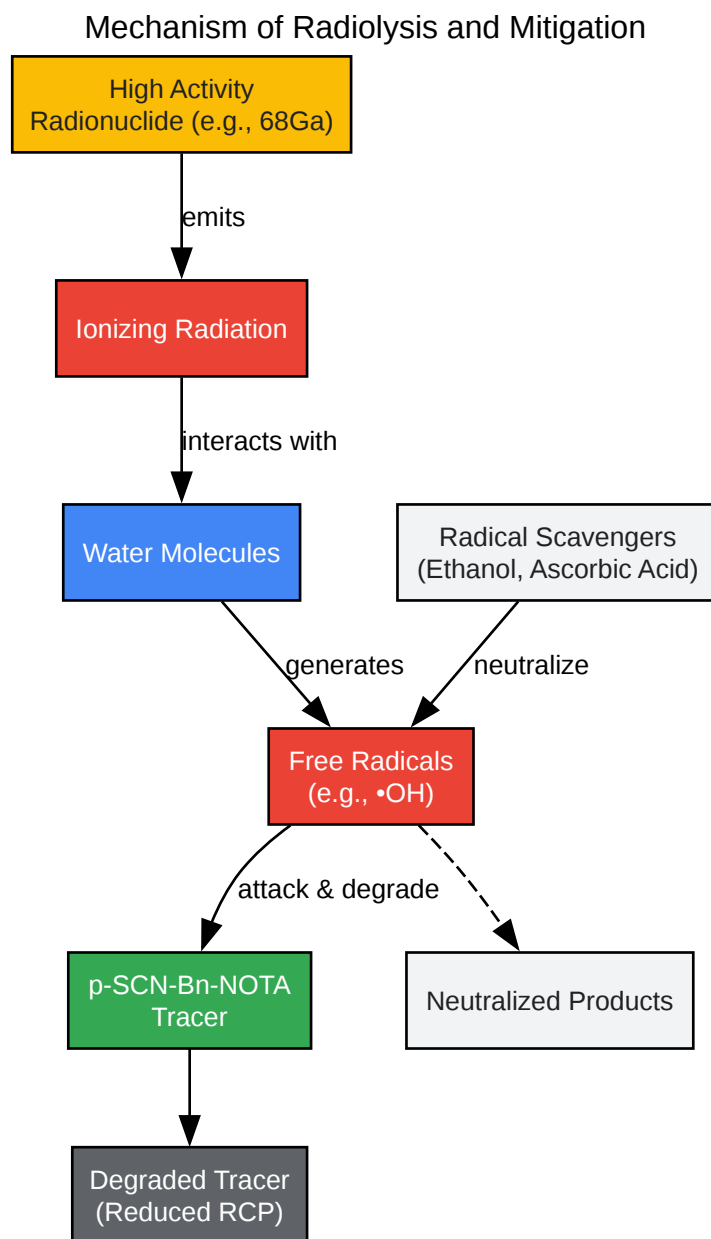 Mechanism of Radiolysis and Mitigation
High Activity
Radionuclide (e.g., 68Ga)
emits
Ionizing Radiation
interacts with
Water Molecules
Radical Scavengers
(Ethanol, Ascorbic Acid)
generates
neutralize
Free Radicals
(e.g., •OH)
attack & degrade
p-SCN-Bn-NOTA
Tracer
Neutralized Products
Degraded Tracer
(Reduced RCP)